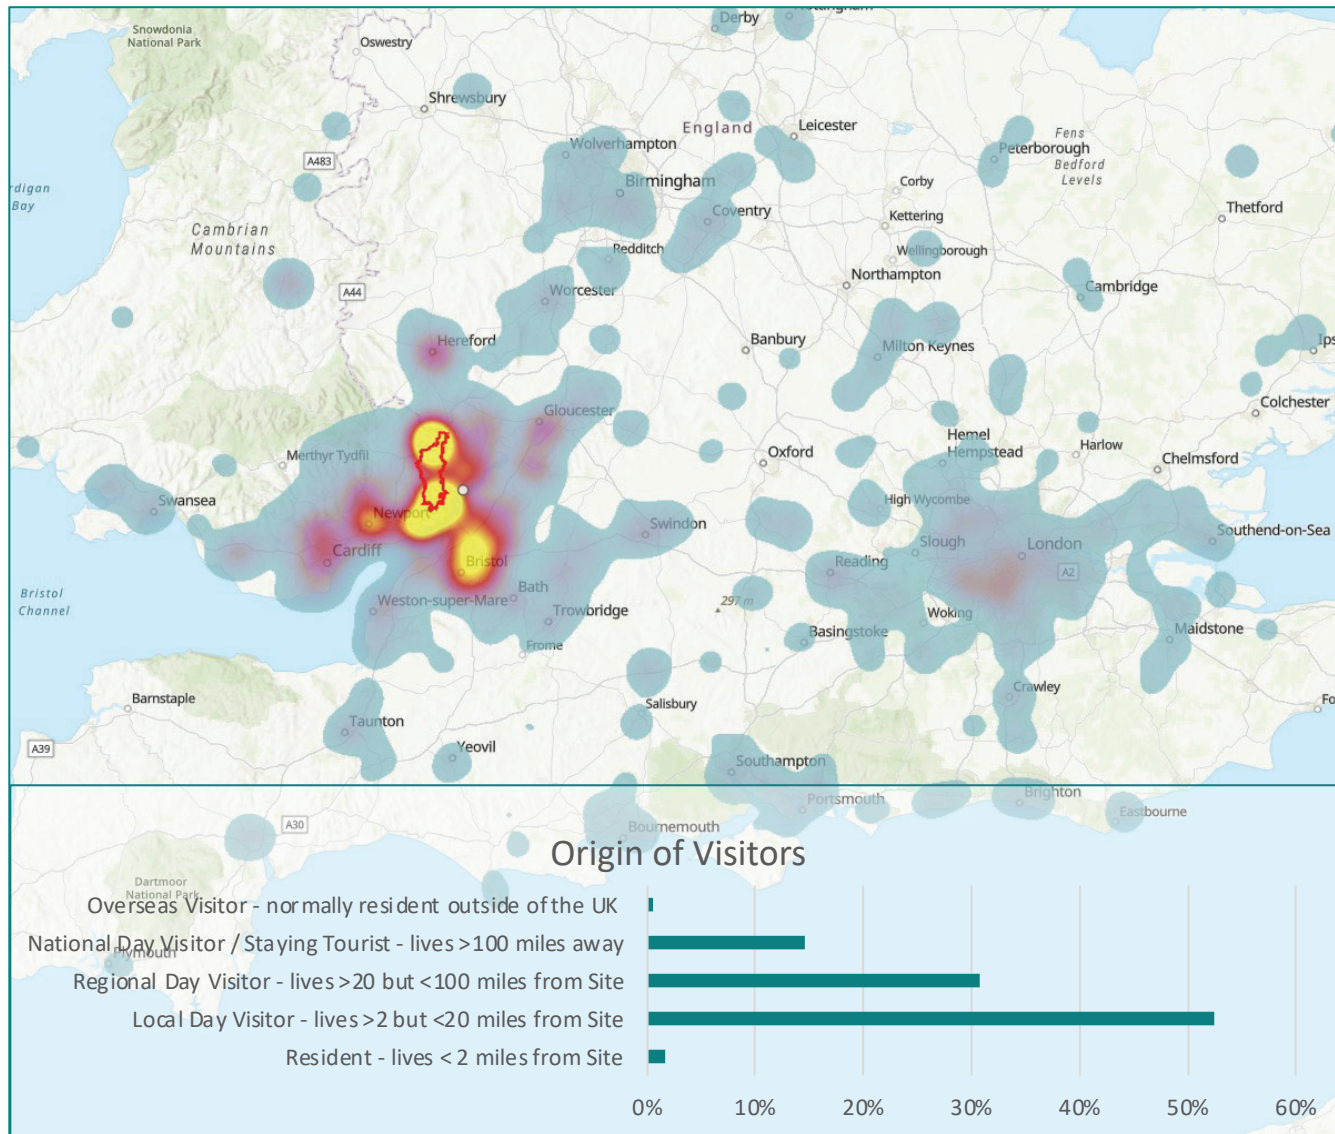 Snowdonia
National Park
Oswestry
Derby
Shrewsbury
Leicester
England
Wolverhampton
Fens
Peterborough
Bedford
Levels
A483
Birmingham
Corby
rdigan
Bay
Coventry
Kettering
Thetford
Cambrian
Mountains
Redditch
Wellingborough
Northampton
A44
Worcester
Cambridge
Hereford
Banbury
Milton Keynes
Ips
Gloucester
Colchester
Merthyr Tydfil
Oxford
Hemel
Hempstead
Harlow
Chelmsford
Swansea
Newport
High Wycombe
Swindon
Southend-on-Sea
Cardiff
Bristol
Slough
London
Reading
A2
Bristol
Channel
Bath
Weston-super-Mare
Trowbridge
297 m
Woking
Basingstoke
Maidstone
Frome
Crawley
Barnstaple
Salisbury
Fo
Taunton
A39
Yeovil
Southampton
Portsmouth
Brighton
Eastbourne
A30
Bournemouth
Dartmoor
National Park
Plymouth
Origin of Visitors
Overseas Visitor - normally resident outside of the UK
National Day Visitor / Staying Tourist - lives >100 miles away
Regional Day Visitor - lives >20 but <100 miles from Site
Local Day Visitor - lives >2 but <20 miles from Site
Resident - lives < 2 miles from Site
0% 10% 20% 30% 40% 50% 60%